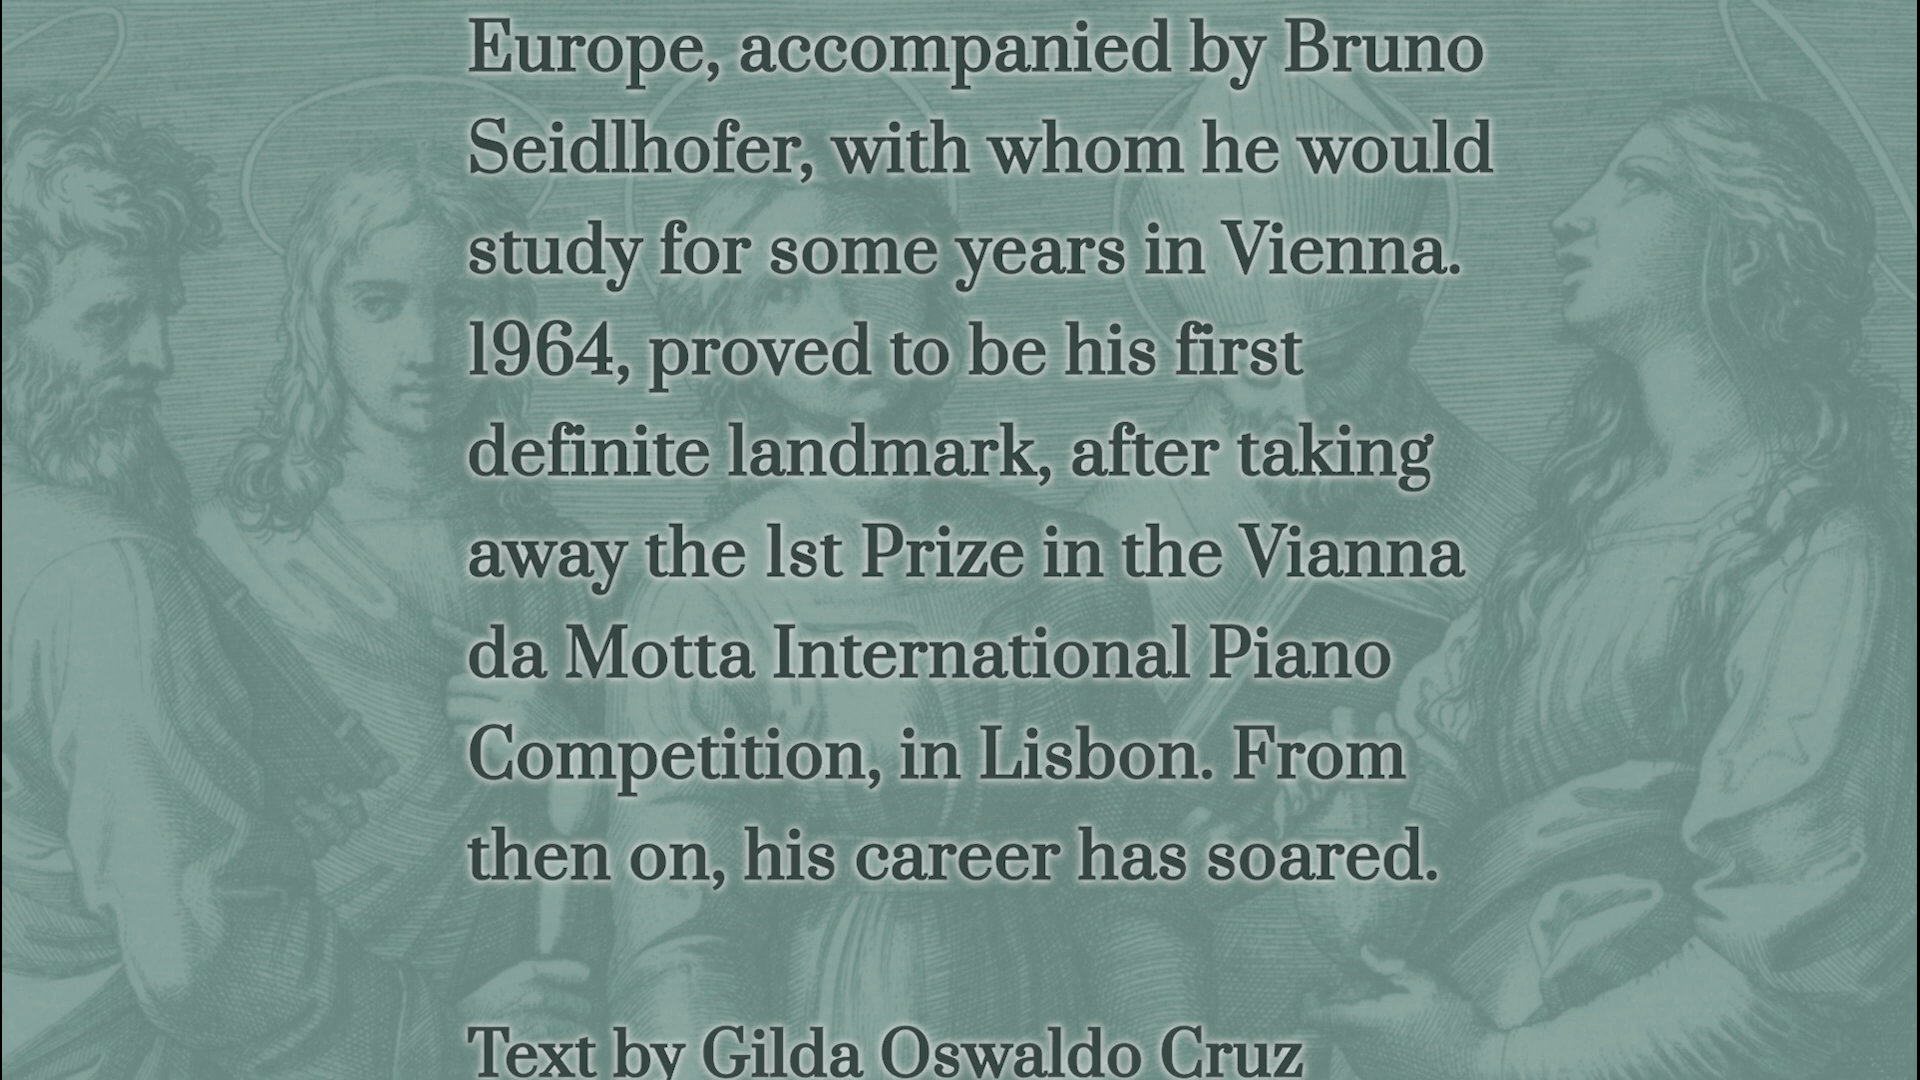 Europe, accompanied by Bruno
Seidlhofer, with whom he would
study for some years in Vienna.
1964, proved to be his first
definite landmark, after taking
away the 1st Prize in the Vianna
da Motta International Piano
Competition, in Lisbon. From
then on, his career has soared.
Text by Gilda Oswaldo Cruz